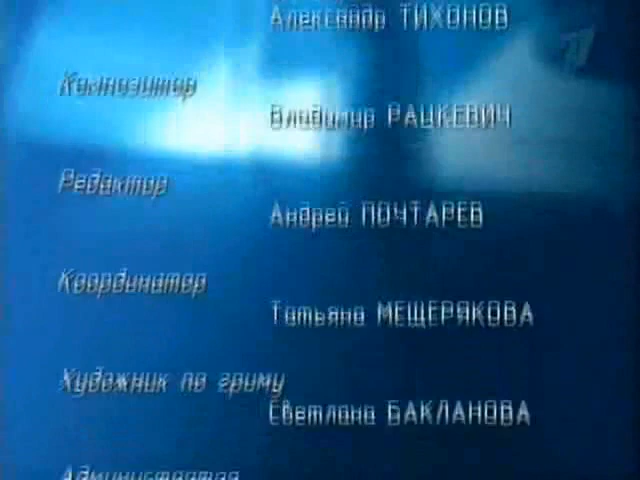 Александр ТИХОНОВ
Композитор
Владимир РАЦКЕВИЧ
Редактор
Андрей ПОЧТАРЕВ
Координатор
Татьяна МЕЩЕРЯКОВА
Художник по гриму
Светлана БАКЛАНОВА